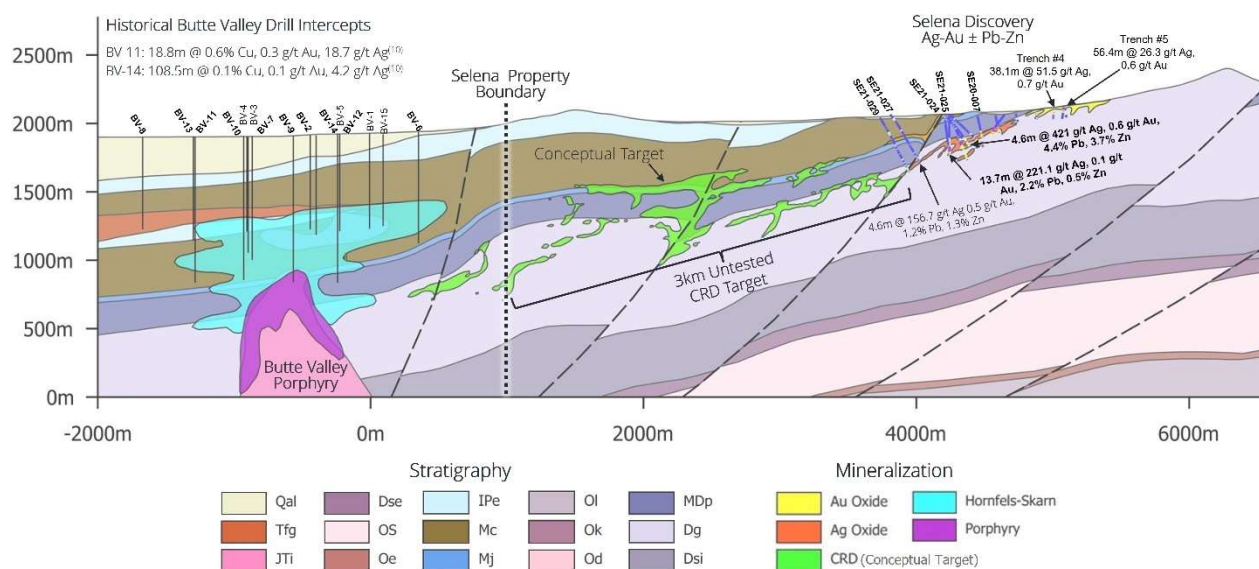 Historical Butte Valley Drill Intercepts
BV 11: 18.8m @ 0.6% Cu, 0.3 g/t Au, 18.7 g/t Ag(10)
BV-14: 108.5m @ 0.1% Cu, 0.1 g/t Au, 4.2 g/t Ag(10)
Selena Property
Boundary
Selena Discovery
Ag-Au ± Pb-Zn
Trench #5
56.4m @ 26.3 g/t Ag,
0.6 g/t Au
Trench #4
38.1m @ 51.5 g/t Ag,
0.7 g/t Au
2500m
2000m
1500m
1000m
500m
0m
BV-8
BV-13
BV-11
BV-10
BV-4
BV-3
BV-7
BV-9
BV-2
BV-14
BV-5
BV-12
BV-1
BV-15
BV-6
SE21-029
SE21-027
SE21-024
SE21-025
SE20-007
Conceptual Target
4.6m @ 421 g/t Ag, 0.6 g/t Au,
4.4% Pb, 3.7% Zn
13.7m @ 221.1 g/t Ag, 0.1 g/t
Au, 2.2% Pb, 0.5% Zn
4.6m @ 156.7 g/t Ag 0.5 g/t Au,
1.2% Pb, 1.3% Zn
3km Untested
CRD Target
Butte Valley
Porphyry
-2000m
0m
2000m
4000m
6000m
Stratigraphy
Mineralization
Qal
Dse
IPe
Ol
MDp
Au Oxide
Hornfels-Skarn
Tfg
OS
Mc
Ok
Dg
Ag Oxide
Porphyry
JTi
Oe
Mj
Od
Dsi
CRD (Conceptual Target)